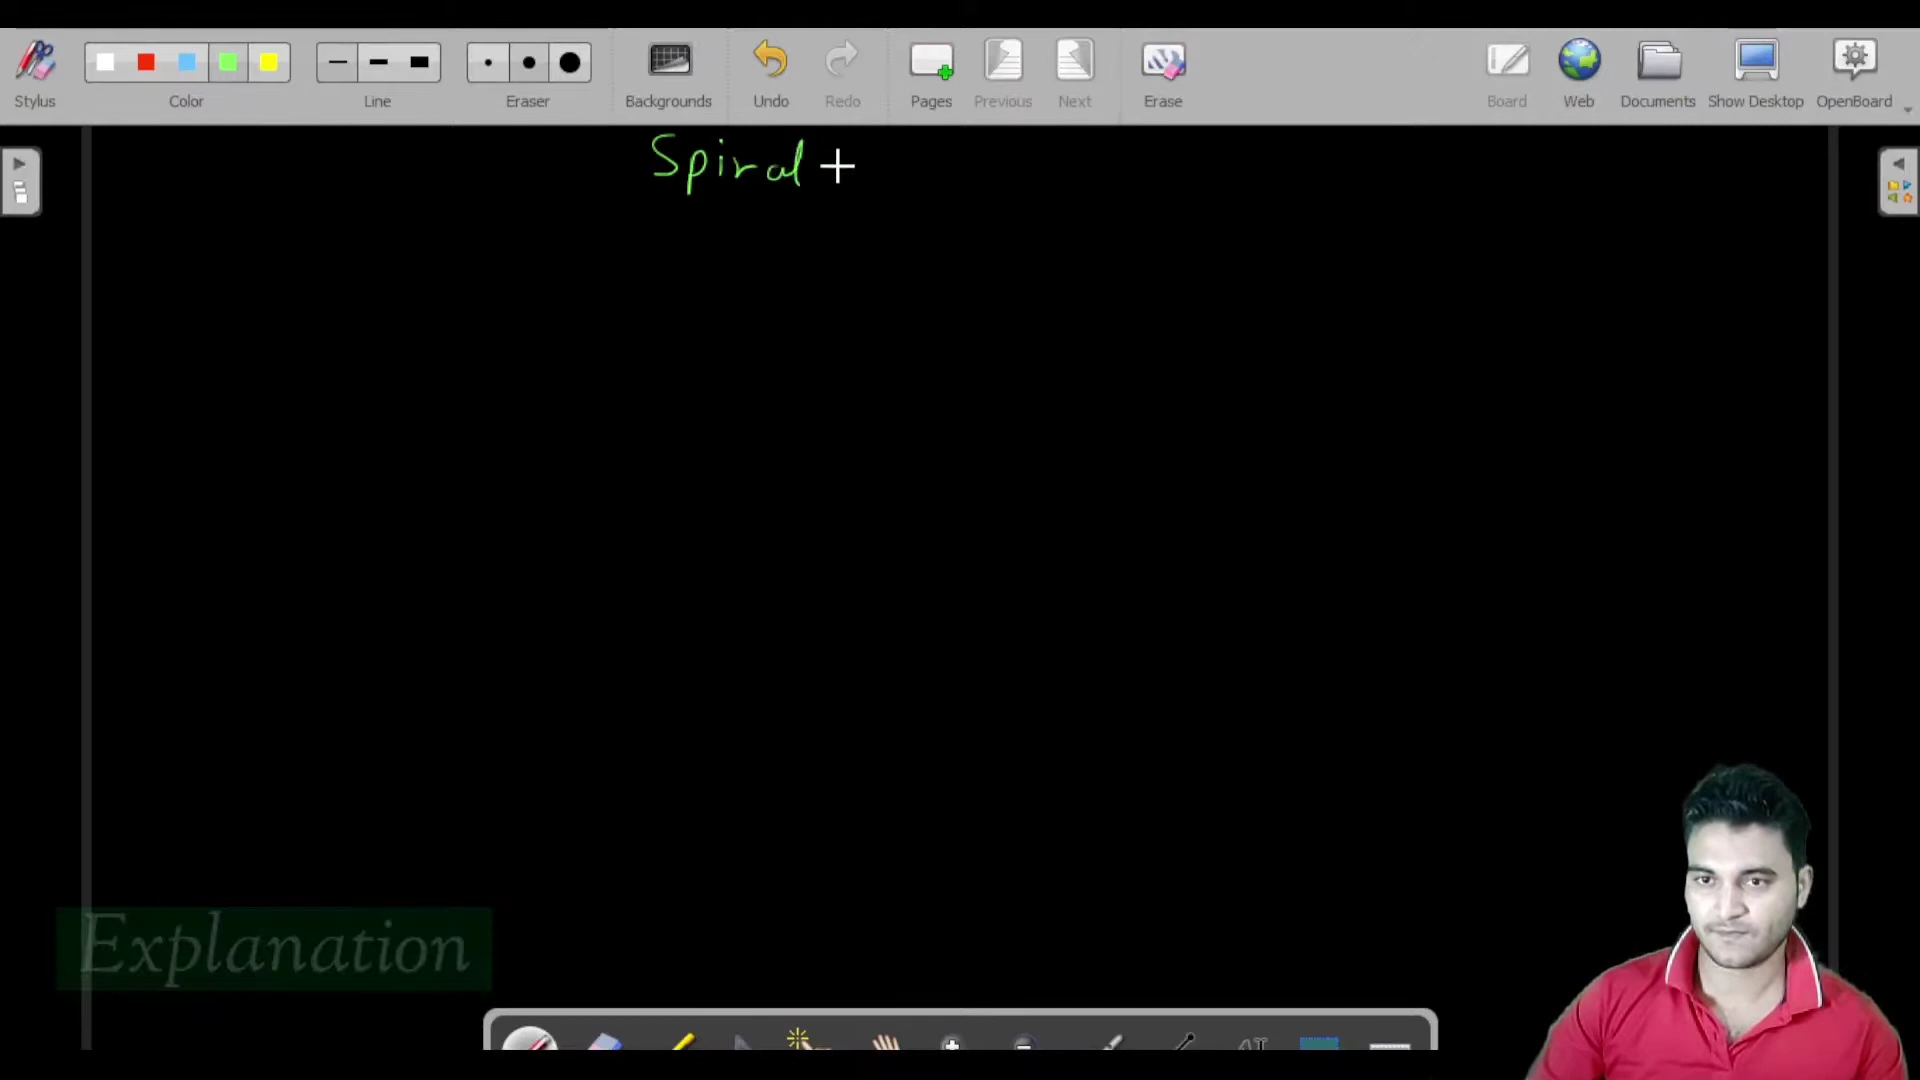 Stylus
Color
Line
Eraser
Backgrounds
Undo
Redo
Pages
Previous
Next
Erase
Board
Web
Documents
Show Desktop
OpenBoard
Spiral
Explanation